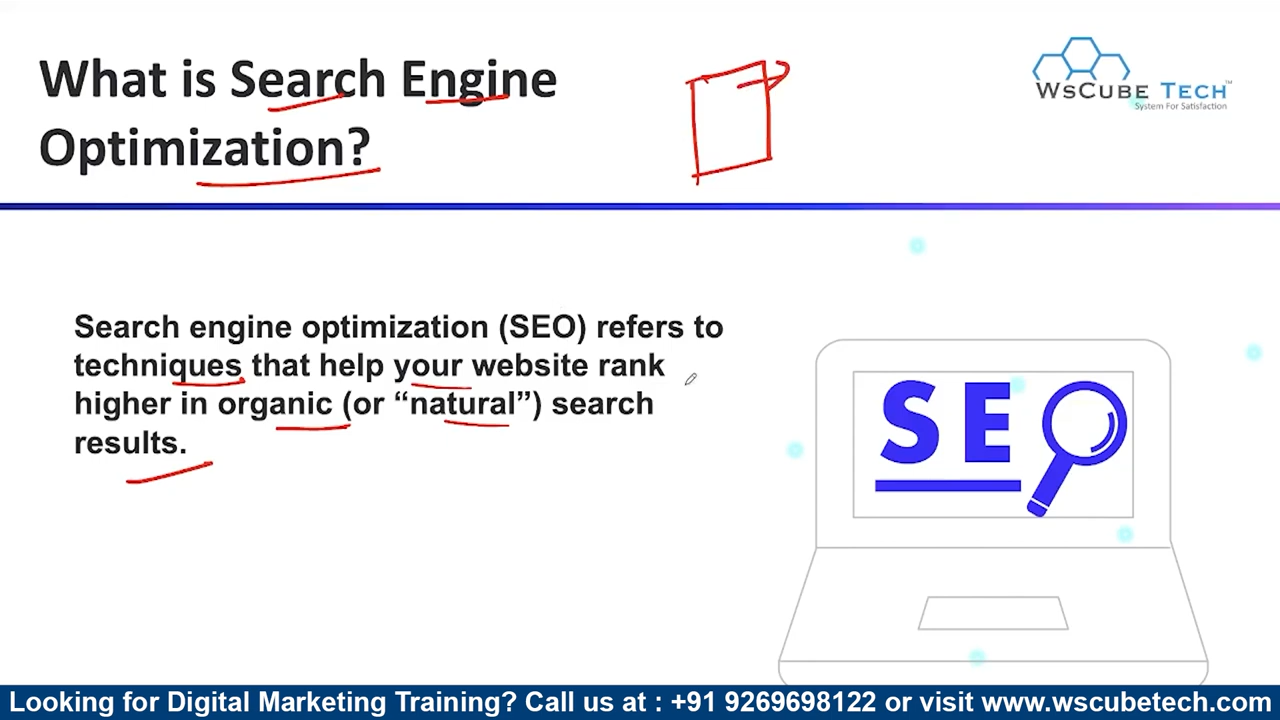 What is Search Engine
Optimization?
WsCube Tech™
System For Satisfaction
Search engine optimization (SEO) refers to
techniques that help your website rank
higher in organic (or “natural”) search
results.
SEO
Looking for Digital Marketing Training? Call us at : +91 9269698122 or visit www.wscubetech.com